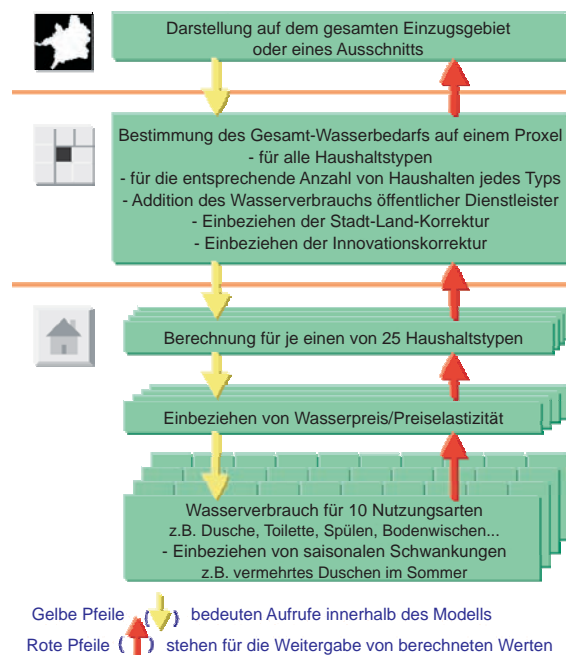 Darstellung auf dem gesamten Einzugsgebiet
oder eines Ausschnitts
Bestimmung des Gesamt-Wasserbedarfs auf einem Proxel
- für alle Haushaltstypen
- für die entsprechende Anzahl von Haushalten jedes Typs
- Addition des Wasserverbrauchs öffentlicher Dienstleister
- Einbeziehen der Stadt-Land-Korrektur
- Einbeziehen der Innovationskorrektur
Berechnung für je einen von 25 Haushaltstypen
Einbeziehen von Wasserpreis/Preiselastizität
Wasserverbrauch für 10 Nutzungsarten
z.B. Dusche, Toilette, Spülen, Bodenwischen...
- Einbeziehen von saisonalen Schwankungen
z.B. vermehrtes Duschen im Sommer
Gelbe Pfeile ( ) bedeuten Aufrufe innerhalb des Modells
Rote Pfeile ( ) stehen für die Weitergabe von berechneten Werten